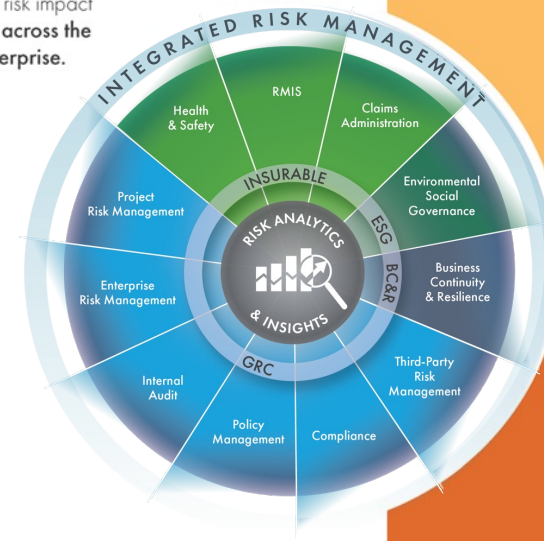 risk impact
across the
erprise.
INTEGRATED RISK MANAGEMENT
Health
& Safety
RMIS
Claims
Administration
Environmental
Social
Governance
Business
Continuity
& Resilience
Third-Party
Risk
Management
Compliance
Policy
Management
Internal
Audit
Enterprise
Risk Management
Project
Risk Management
INSURABLE
ESG
BC&R
GRC
RISK ANALYTICS
& INSIGHTS